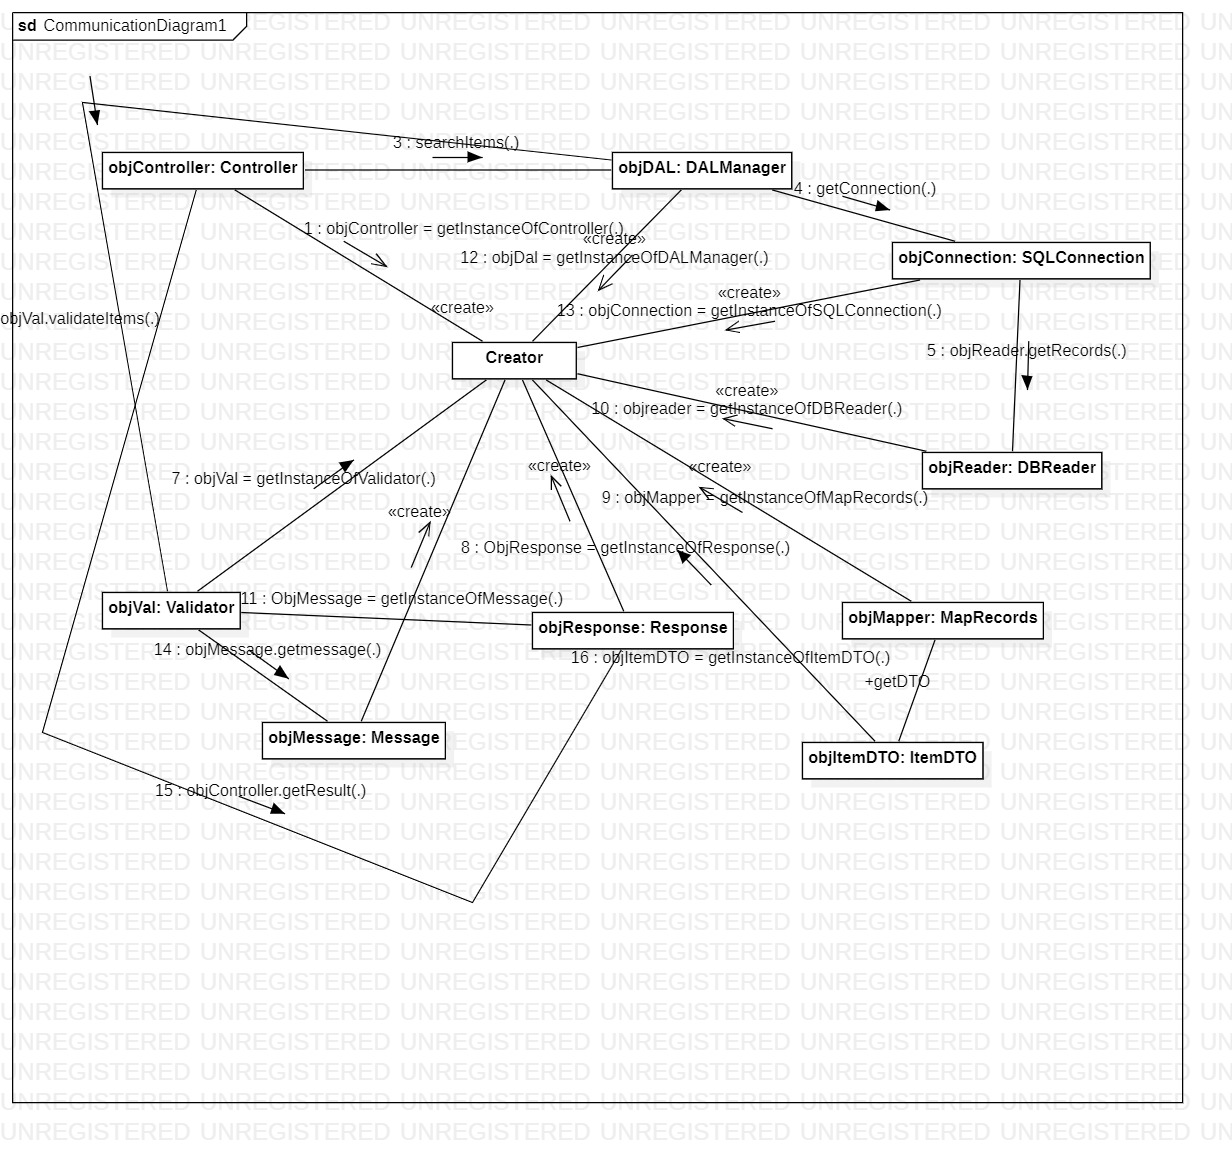 sd CommunicationDiagram1
3 : searchItems(.)
objController: Controller
objDAL: DALManager
4 : getConnection(.)
1 : objController = getInstanceOfController(.)
«create»
12 : objDal = getInstanceOfDALManager(.)
objConnection: SQLConnection
«create»
13 : objConnection = getInstanceOfSQLConnection(.)
«create»
objVal.validateItems(.)
Creator
5 : objReader.getRecords(.)
«create»
10 : objreader = getInstanceOfDBReader(.)
«create»
«create»
objReader: DBReader
7 : objVal = getInstanceOfValidator(.)
9 : objMapper = getInstanceOfMapRecords(.)
«create»
8 : ObjResponse = getInstanceOfResponse(.)
11 : ObjMessage = getInstanceOfMessage(.)
objVal: Validator
objResponse: Response
objMapper: MapRecords
14 : objMessage.getmessage(.)
16 : objItemDTO = getInstanceOfItemDTO(.)
+getDTO
objMessage: Message
objItemDTO: ItemDTO
15 : objController.getResult(.)